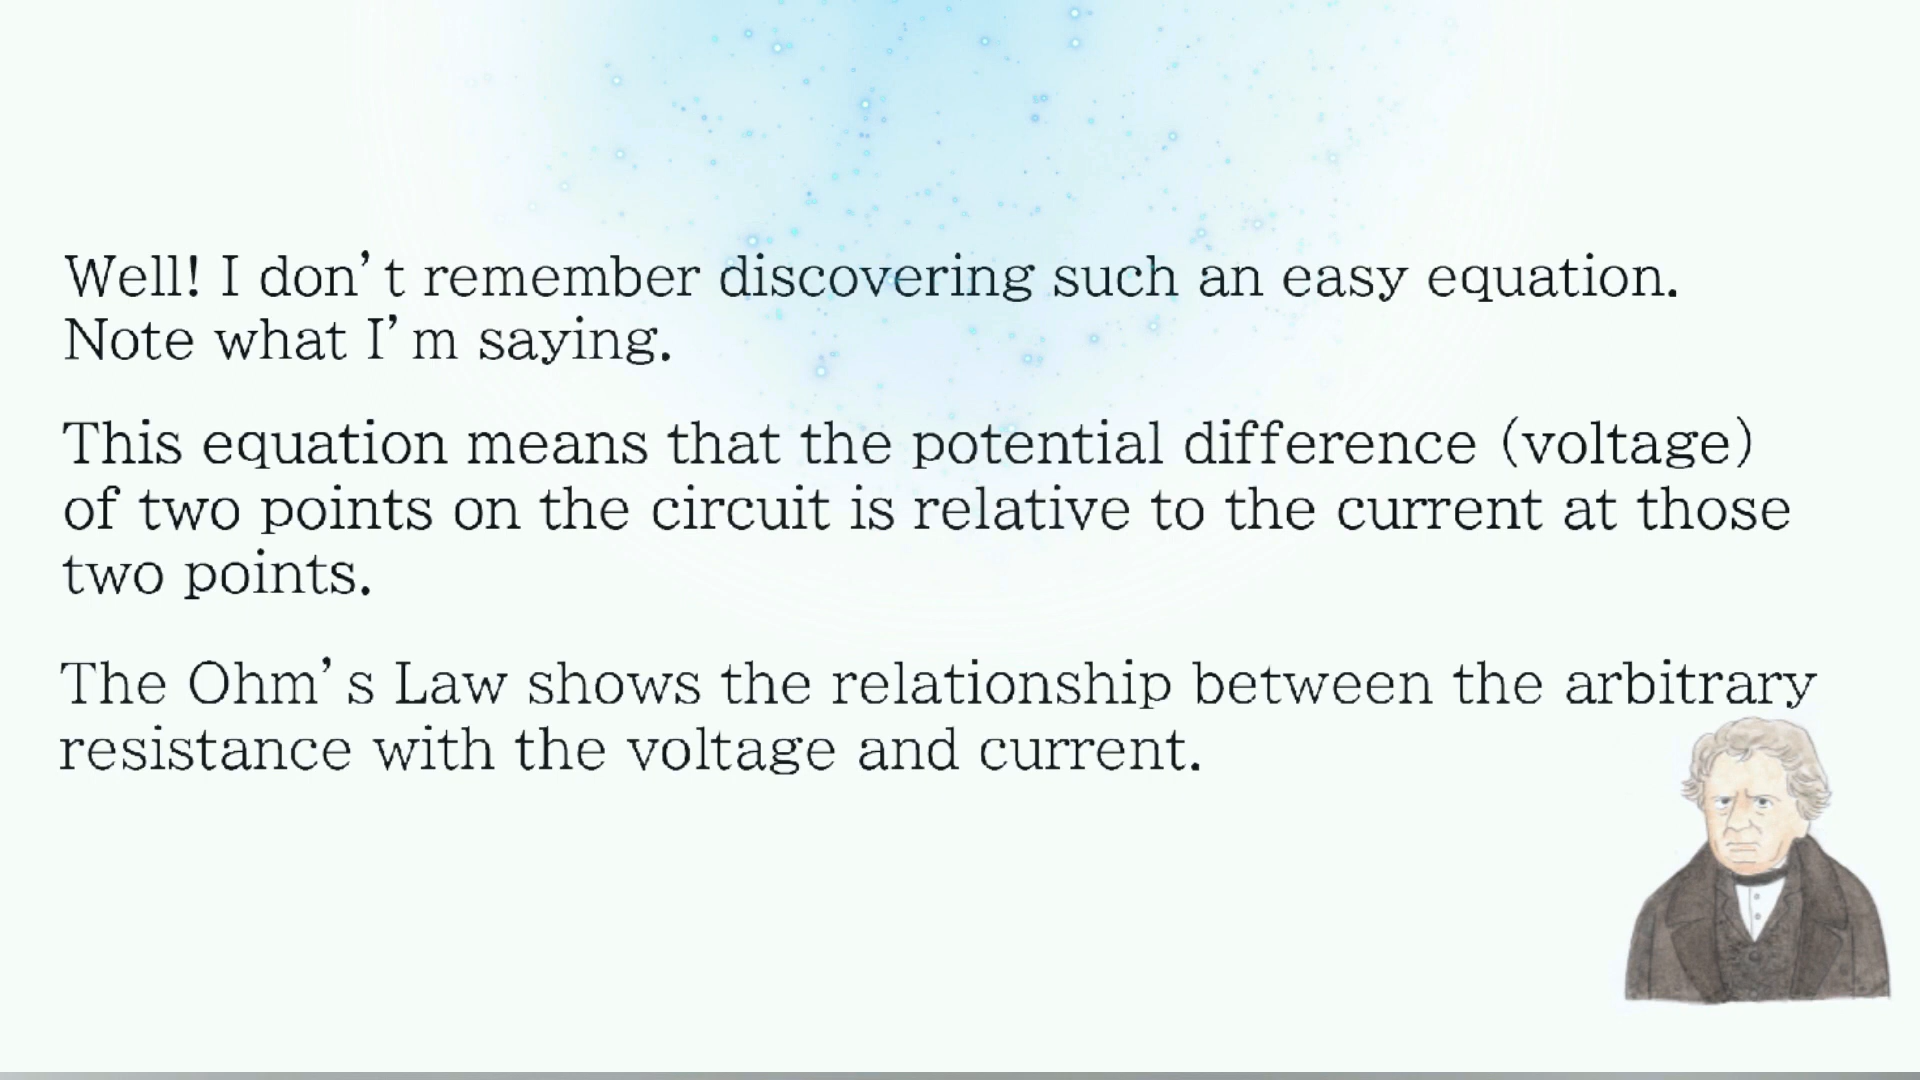 Well! I don't remember discovering such an easy equation.
Note what I'm saying.
This equation means that the potential difference (voltage)
of two points on the circuit is relative to the current at those
two points.
The Ohm's Law shows the relationship between the arbitrary
resistance with the voltage and current.